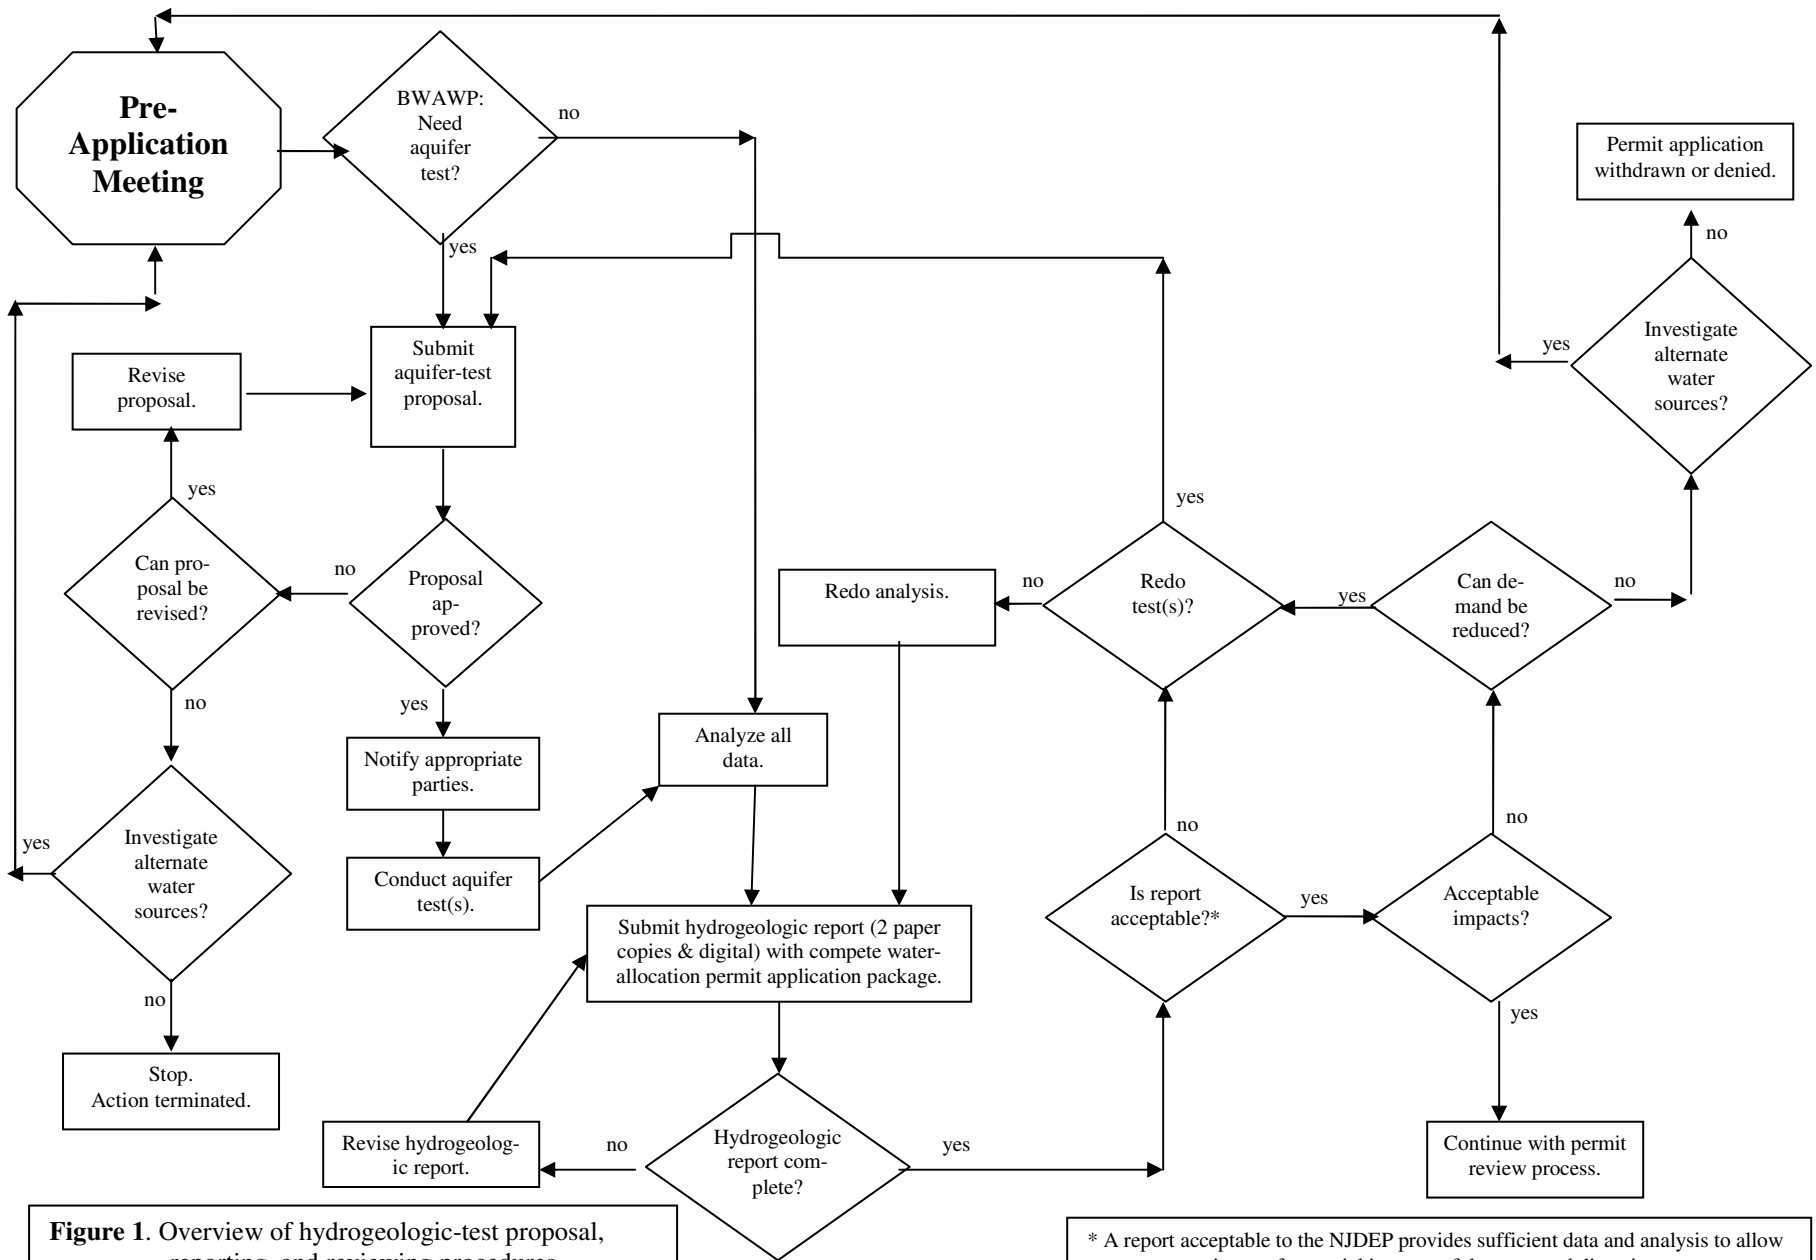 Pre-
Application
Meeting
BWAWP:
Need
aquifer
test?
no
yes
Permit application
withdrawn or denied.
no
Investigate
alternate
water
sources?
yes
Submit
aquifer-test
proposal.
Revise
proposal.
yes
Can pro-
posal be
revised?
no
Proposal
ap-
proved?
no
yes
Notify appropriate
parties.
Conduct aquifer
test(s).
Investigate
alternate
water
sources?
yes
no
Stop.
Action terminated.
Analyze all
data.
Redo analysis.
no
Redo
test(s)?
yes
yes
Can de-
mand be
reduced?
no
no
no
Is report
acceptable?*
yes
Acceptable
impacts?
yes
Continue with permit
review process.
Submit hydrogeologic report (2 paper
copies & digital) with compete water-
allocation permit application package.
Hydrogeologic
report com-
plete?
no
yes
Revise hydrogeolog-
ic report.
Figure 1. Overview of hydrogeologic-test proposal,
reporting, and reviewing procedures
* A report acceptable to the NJDEP provides sufficient data and analysis to allow